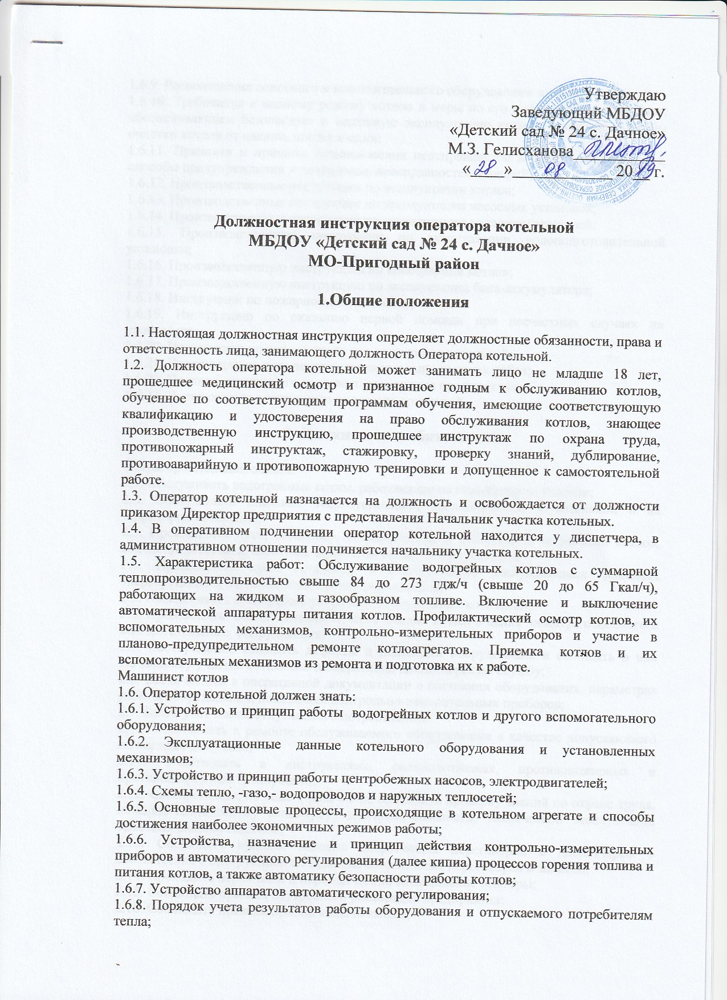 Утверждаю
Заведующий МБДОУ
«Детский сад № 24 с. Дачное»
М.З. Гелисханова
«28» 08 2019 г.
Должностная инструкция оператора котельной
МБДОУ «Детский сад № 24 с. Дачное»
МО-Пригодный район
1.Общие положения
1.1. Настоящая должностная инструкция определяет должностные обязанности, права и
ответственность лица, занимающего должность Оператора котельной.
1.2. Должность оператора котельной может занимать лицо не младше 18 лет,
прошедшее медицинский осмотр и признанное годным к обслуживанию котлов,
обученное по соответствующим программам обучения, имеющие соответствующую
квалификацию и удостоверения на право обслуживания котлов, знающее
производственную инструкцию, прошедшее инструктаж по охрана труда,
противопожарный инструктаж, стажировку, проверку знаний, дублирование,
противоаварийную и противопожарную тренировки и допущенное к самостоятельной
работе.
1.3. Оператор котельной назначается на должность и освобождается от должности
приказом Директор предприятия с представления Начальник участка котельных.
1.4. В оперативном подчинении оператор котельной находится у диспетчера, в
административном отношении подчиняется начальнику участка котельных.
1.5. Характеристика работ: Обслуживание водогрейных котлов с суммарной
теплопроизводительностью свыше 84 до 273 гдж/ч (свыше 20 до 65 Гкал/ч),
работающих на жидком и газообразном топливе. Включение и выключение
автоматической аппаратуры питания котлов. Профилактический осмотр котлов, их
вспомогательных механизмов, контрольно-измерительных приборов и участие в
планово-предупредительном ремонте котлоагрегатов. Приемка котлов и их
вспомогательных механизмов из ремонта и подготовка их к работе.
Машинист котлов
1.6. Оператор котельной должен знать:
1.6.1. Устройство и принцип работы водогрейных котлов и другого вспомогательного
оборудования;
1.6.2. Эксплуатационные данные котельного оборудования и установленных
механизмов;
1.6.3. Устройство и принцип работы центробежных насосов, электродвигателей;
1.6.4. Схемы тепло, -газо,- водопроводов и наружных теплосетей;
1.6.5. Основные тепловые процессы, происходящие в котельном агрегате и способы
достижения наиболее экономичных режимов работы;
1.6.6. Устройства, назначение и принцип действия контрольно-измерительных
приборов и автоматического регулирования (далее кипиа) процессов горения топлива и
питания котлов, а также автоматику безопасности работы котлов;
1.6.7. Устройство аппаратов автоматического регулирования;
1.6.8. Порядок учета результатов работы оборудования и отпускаемого потребителям
тепла;